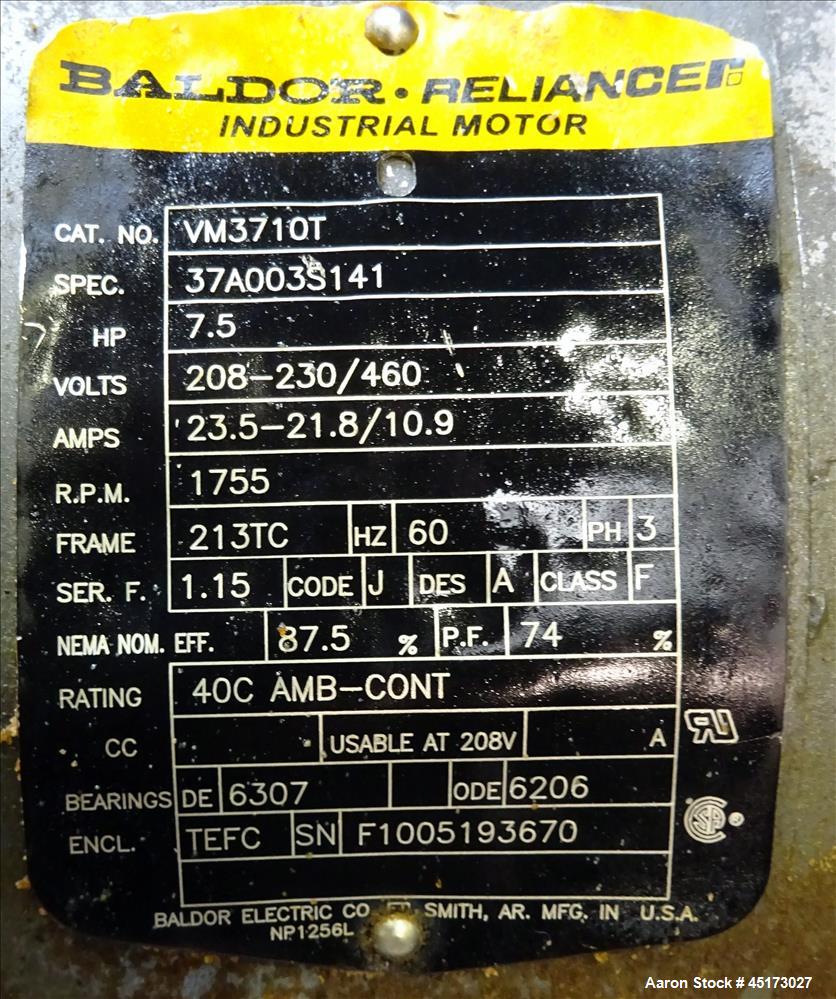 BALDOR · RELIANCER
INDUSTRIAL MOTOR
CAT. NO. VM3710T
SPEC. 37A003S141
HP 7.5
VOLTS 208-230/460
AMPS 23.5-21.8/10.9
R.P.M. 1755
FRAME 213TC HZ 60 PH 3
SER. F. 1.15 CODE J DES A CLASS F
NEMA NOM. EFF. 87.5 % P.F. 74 %
RATING 40C AMB-CONT
CC USABLE AT 208V A
BEARINGS DE 6307 ODE 6206
ENCL. TEFC SN F1005193670
BALDOR ELECTRIC CO SMITH, AR. MFG. IN U.S.A.
NP1256L
Aaron Stock # 45173027